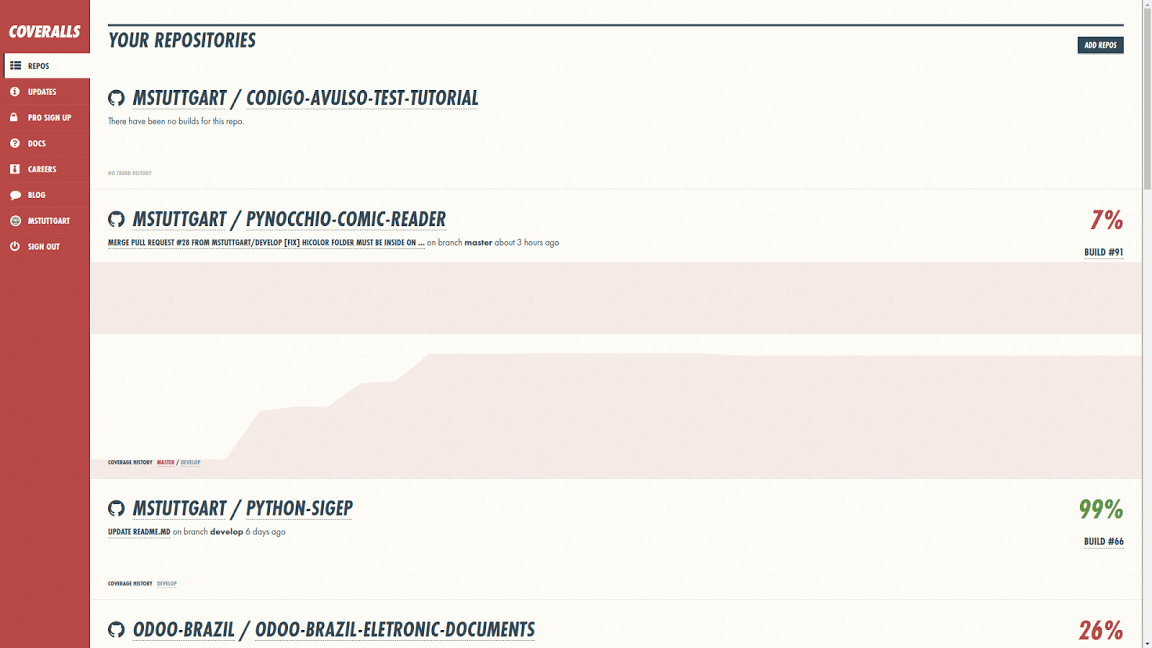 COVERALLS
REPOS
UPDATES
PRO SIGN UP
DOCS
CAREERS
BLOG
MSTUTTGART
SIGN OUT
YOUR REPOSITORIES
ADD REPOS
MSTUTTGART / CODIGO-AVULSO-TEST-TUTORIAL
There have been no builds for this repo.
NO TREND HISTORY
MSTUTTGART / PYNOCCHIO-COMIC-READER
7%
MERGE PULL REQUEST #28 FROM MSTUTTGART/DEVELOP [FIX] HICOLOR FOLDER MUST BE INSIDE ON ... on branch master about 3 hours ago
BUILD #91
COVERAGE HISTORY MASTER / DEVELOP
MSTUTTGART / PYTHON-SIGEP
99%
UPDATE README.MD on branch develop 6 days ago
BUILD #66
COVERAGE HISTORY DEVELOP
ODOO-BRAZIL / ODOO-BRAZIL-ELETRONIC-DOCUMENTS
26%